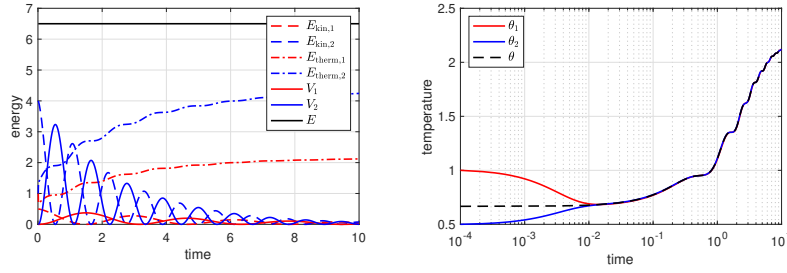 7
6
5
4
3
2
1
0
energy
0 2 4 6 8 10
time
E_kin,1
E_kin,2
E_therm,1
E_therm,2
V_1
V_2
E
2.5
2
1.5
1
0.5
temperature
10^-4 10^-3 10^-2 10^-1 10^0 10^1
time
θ_1
θ_2
θ